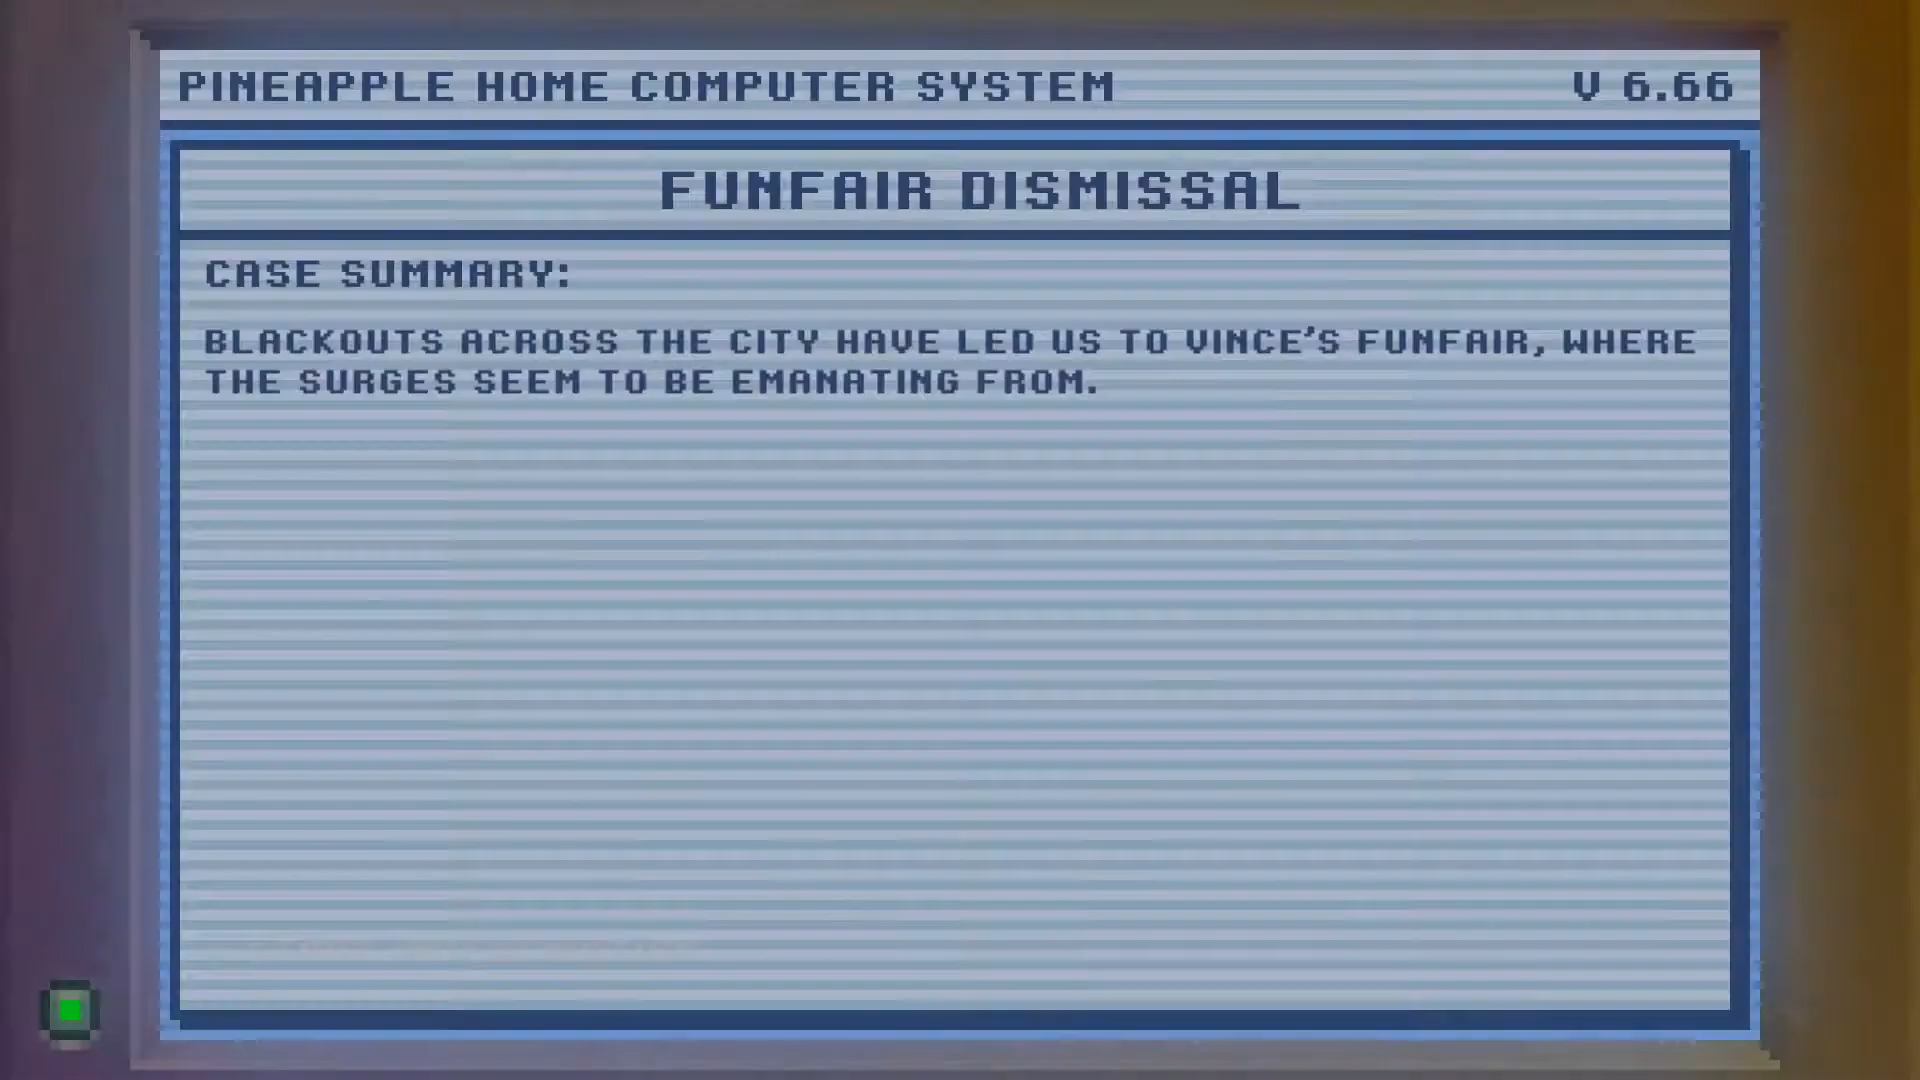 PINEAPPLE HOME COMPUTER SYSTEM
V 6.66
FUNFAIR DISMISSAL
CASE SUMMARY:
BLACKOUTS ACROSS THE CITY HAVE LED US TO VINCE'S FUNFAIR, WHERE
THE SURGES SEEM TO BE EMANATING FROM.